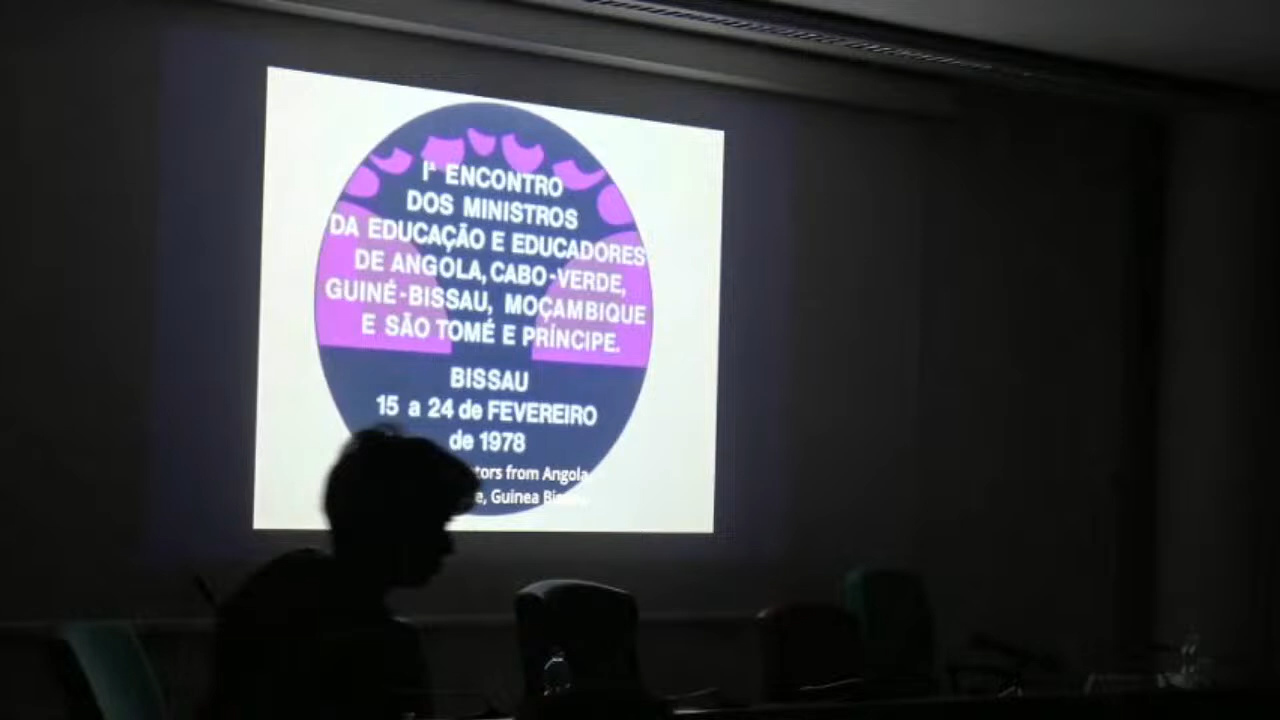 Iº ENCONTRO
DOS MINISTROS
DA EDUCAÇÃO E EDUCADORES
DE ANGOLA, CABO-VERDE,
GUINÉ-BISSAU, MOÇAMBIQUE
E SÃO TOMÉ E PRÍNCIPE.
BISSAU
15 a 24 de FEVEREIRO
de 1978
from Angola,
Guinea